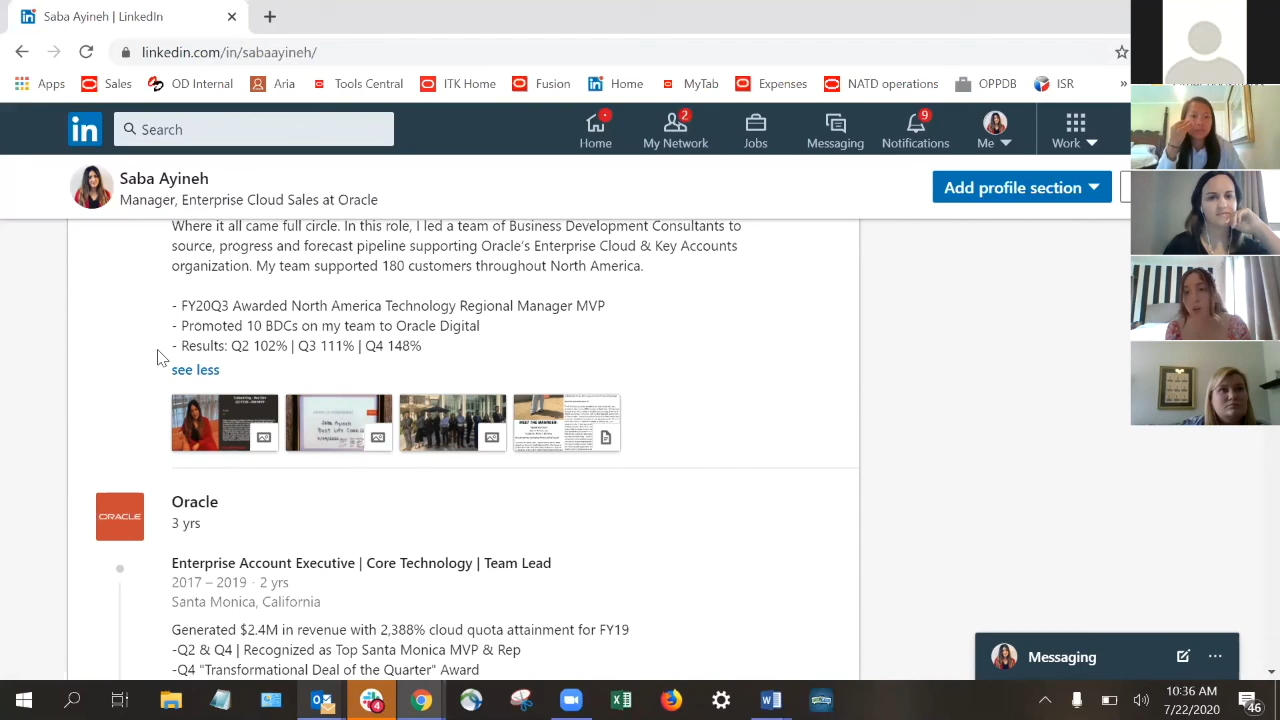 Saba Ayineh | LinkedIn
linkedin.com/in/sabaayineh/
Apps Sales OD Internal Aria Tools Central ITK Home Fusion Home MyTab Expenses NATD operations OPPDB ISR »
in Search Home 2 My Network Jobs Messaging 9 Notifications Me Work
Saba Ayineh
Manager, Enterprise Cloud Sales at Oracle
Add profile section
Where it all came full circle. In this role, I led a team of Business Development Consultants to
source, progress and forecast pipeline supporting Oracle's Enterprise Cloud & Key Accounts
organization. My team supported 180 customers throughout North America.
- FY20Q3 Awarded North America Technology Regional Manager MVP
- Promoted 10 BDCs on my team to Oracle Digital
- Results: Q2 102% | Q3 111% | Q4 148%
see less
MEET THE MANAGER:
ORACLE
Oracle
3 yrs
Enterprise Account Executive | Core Technology | Team Lead
2017 – 2019 · 2 yrs
Santa Monica, California
Generated $2.4M in revenue with 2,388% cloud quota attainment for FY19
-Q2 & Q4 | Recognized as Top Santa Monica MVP & Rep
-Q4 "Transformational Deal of the Quarter" Award
Messaging
4
10:36 AM
7/22/2020
46